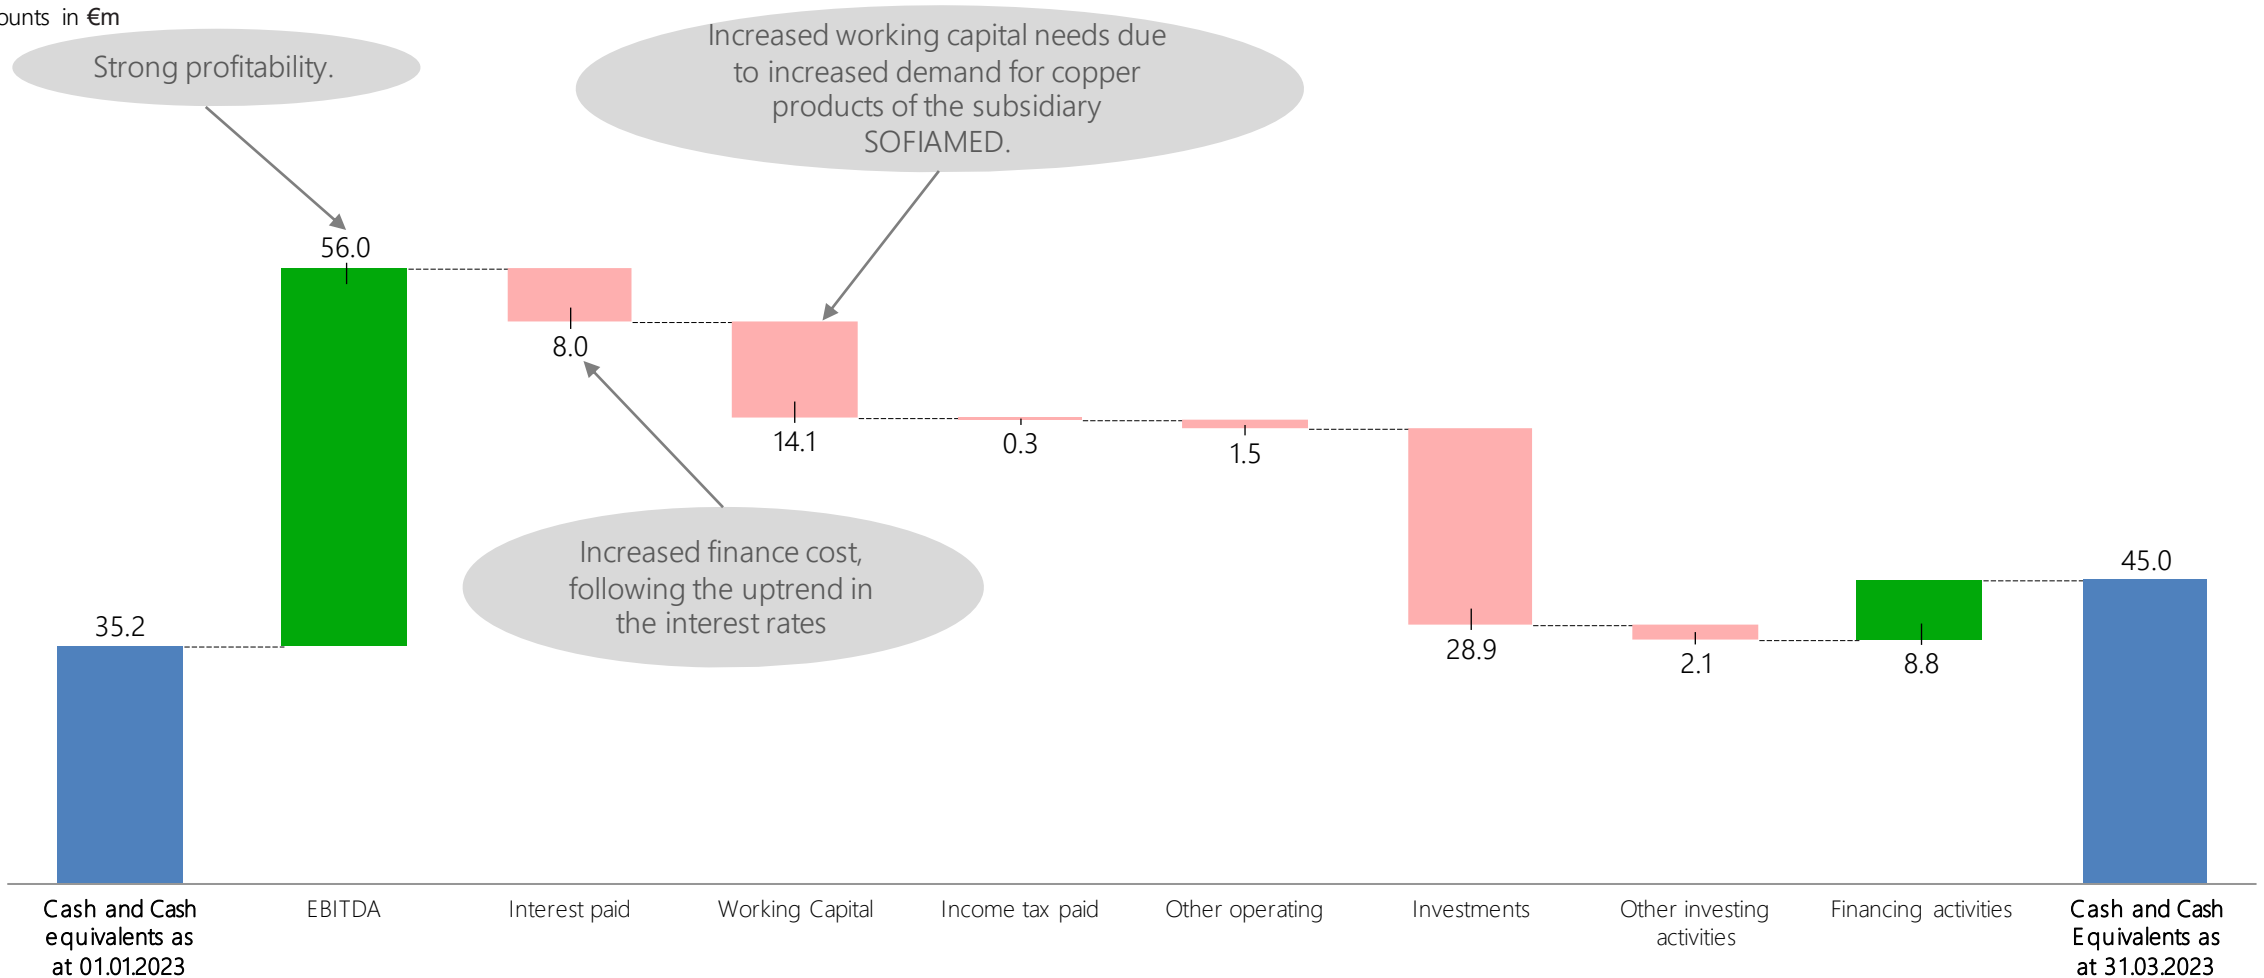 ounts in €m
Strong profitability.
Increased working capital needs due
to increased demand for copper
products of the subsidiary
SOFIAMED.
56.0
8.0
14.1
0.3
1.5
Increased finance cost,
following the uptrend in
the interest rates
35.2
28.9
2.1
8.8
45.0
Cash and Cash
equivalents as
at 01.01.2023
EBITDA
Interest paid
Working Capital
Income tax paid
Other operating
Investments
Other investing
activities
Financing activities
Cash and Cash
Equivalents as
at 31.03.2023